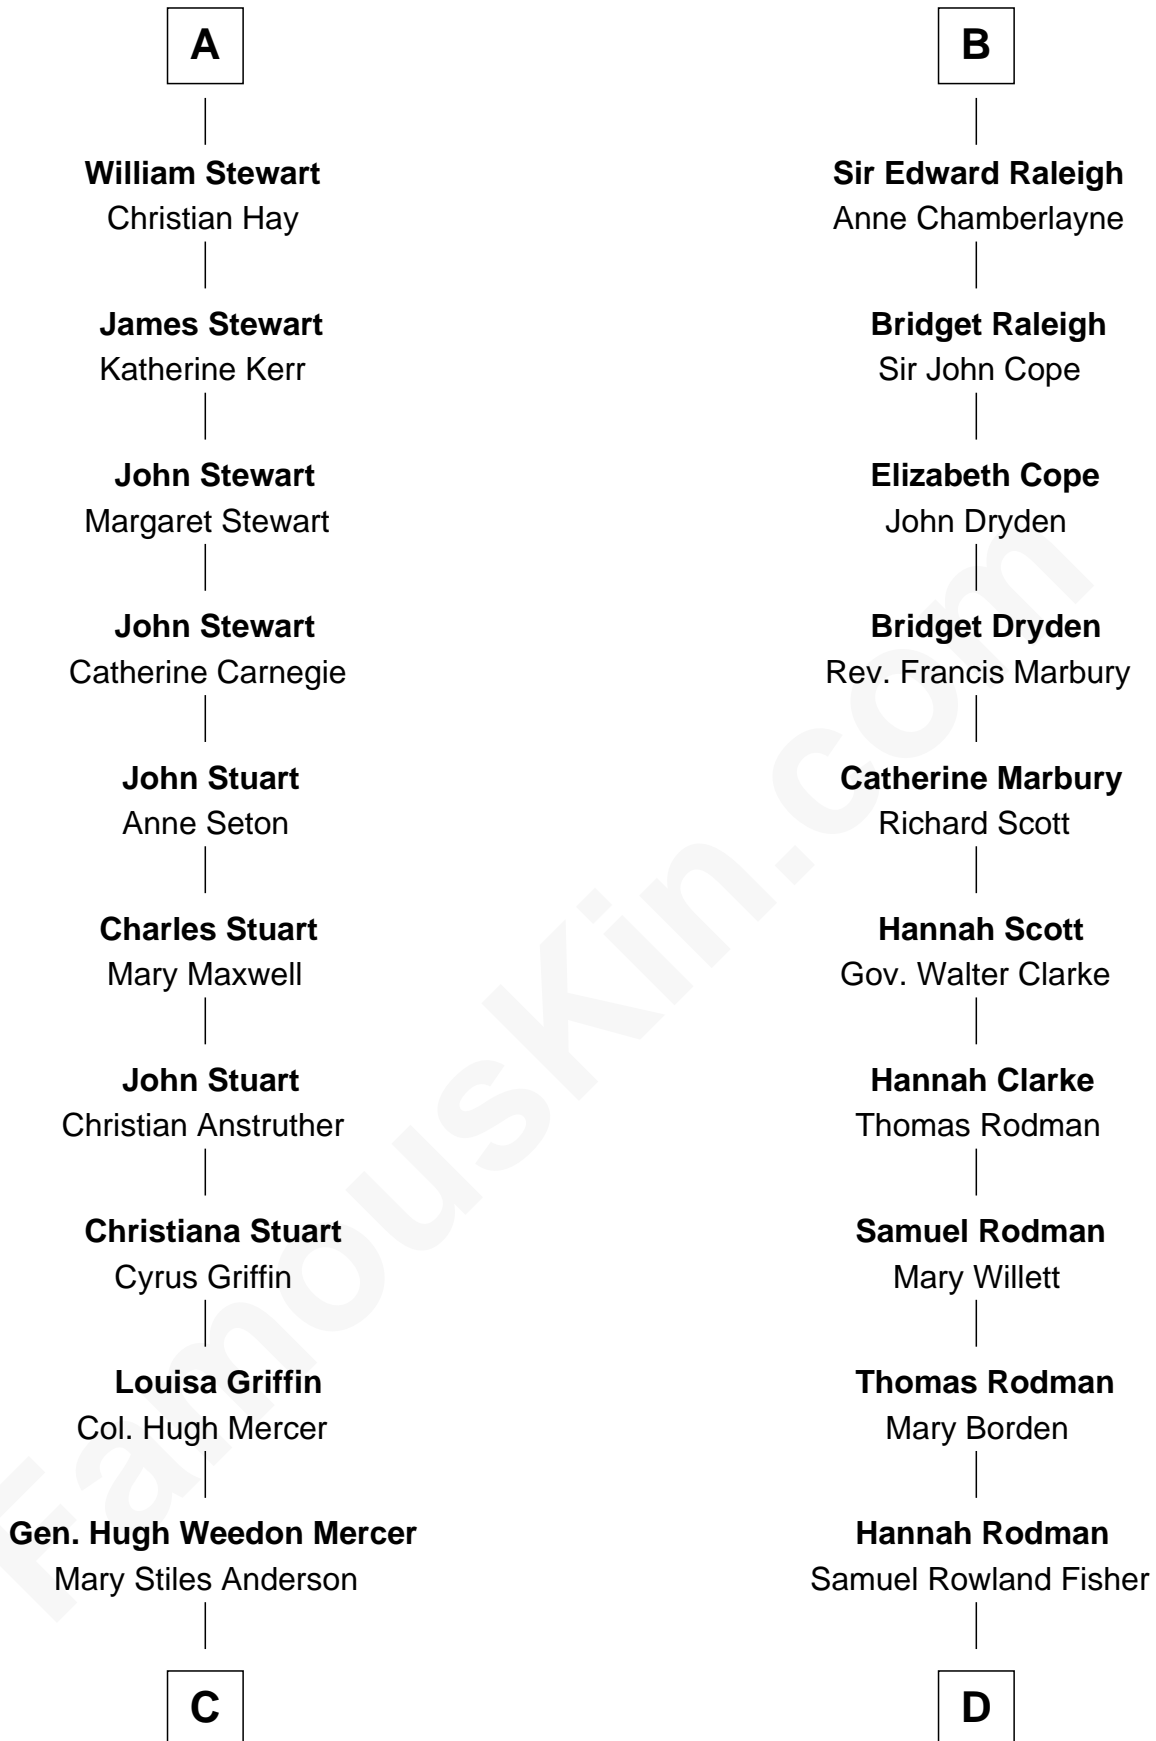 A
William Stewart
Christian Hay
James Stewart
Katherine Kerr
John Stewart
Margaret Stewart
John Stewart
Catherine Carnegie
John Stuart
Anne Seton
Charles Stuart
Mary Maxwell
John Stuart
Christian Anstruther
Christiana Stuart
Cyrus Griffin
Louisa Griffin
Col. Hugh Mercer
Gen. Hugh Weedon Mercer
Mary Stiles Anderson
C
B
Sir Edward Raleigh
Anne Chamberlayne
Bridget Raleigh
Sir John Cope
Elizabeth Cope
John Dryden
Bridget Dryden
Rev. Francis Marbury
Catherine Marbury
Richard Scott
Hannah Scott
Gov. Walter Clarke
Hannah Clarke
Thomas Rodman
Samuel Rodman
Mary Willett
Thomas Rodman
Mary Borden
Hannah Rodman
Samuel Rowland Fisher
D
FamousKin.com